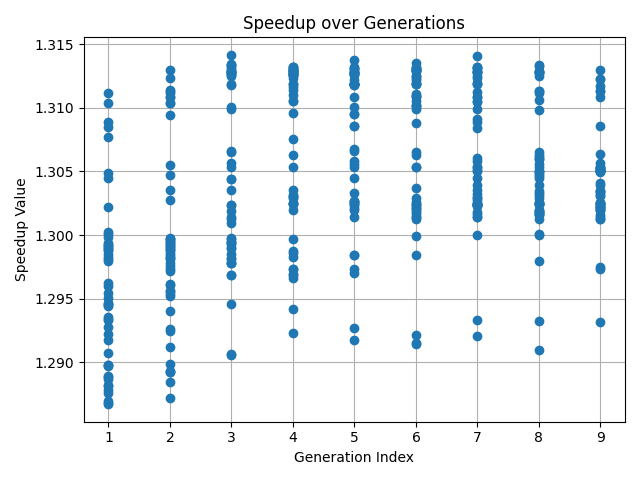 Speedup over Generations
1.315
1.310
1.305
1.300
1.295
1.290
Speedup Value
1 2 3 4 5 6 7 8 9
Generation Index